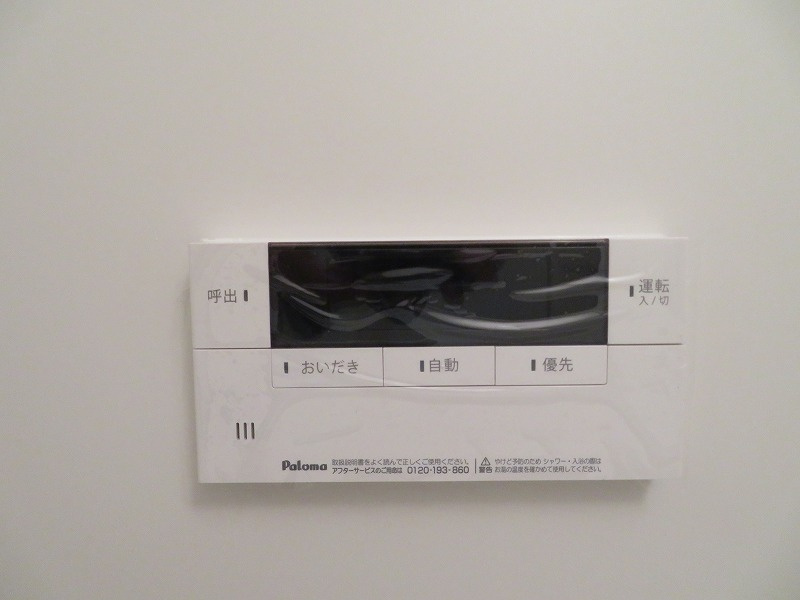 呼出
運転
入/切
おいだき
自動
優先
Paloma
取扱説明書をよく読んで正しくご使用ください。
アフターサービスのご用命は 0120-193-860
警告
やけど予防のため シャワー・入浴の際は
お湯の温度を確かめて使用してください。